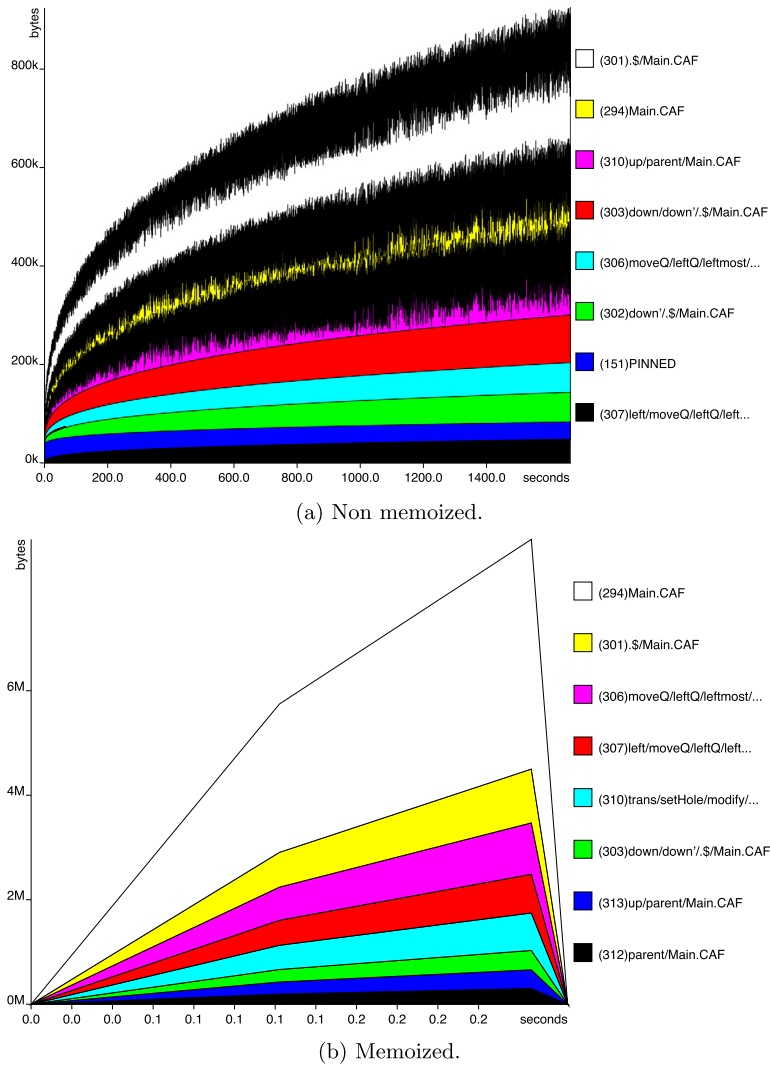 bytes
800k
600k
400k
200k
0k
0.0 200.0 400.0 600.0 800.0 1000.0 1200.0 1400.0 seconds
(301).$/Main.CAF
(294)Main.CAF
(310)up/parent/Main.CAF
(303)down/down'/.$/Main.CAF
(306)moveQ/leftQ/leftmost/...
(302)down'/.$/Main.CAF
(151)PINNED
(307)left/moveQ/leftQ/left...
(a) Non memoized.
bytes
6M
4M
2M
0M
0.0 0.0 0.0 0.1 0.1 0.1 0.1 0.1 0.2 0.2 0.2 0.2 seconds
(294)Main.CAF
(301).$/Main.CAF
(306)moveQ/leftQ/leftmost/...
(307)left/moveQ/leftQ/left...
(310)trans/setHole/modify/...
(303)down/down'/.$/Main.CAF
(313)up/parent/Main.CAF
(312)parent/Main.CAF
(b) Memoized.